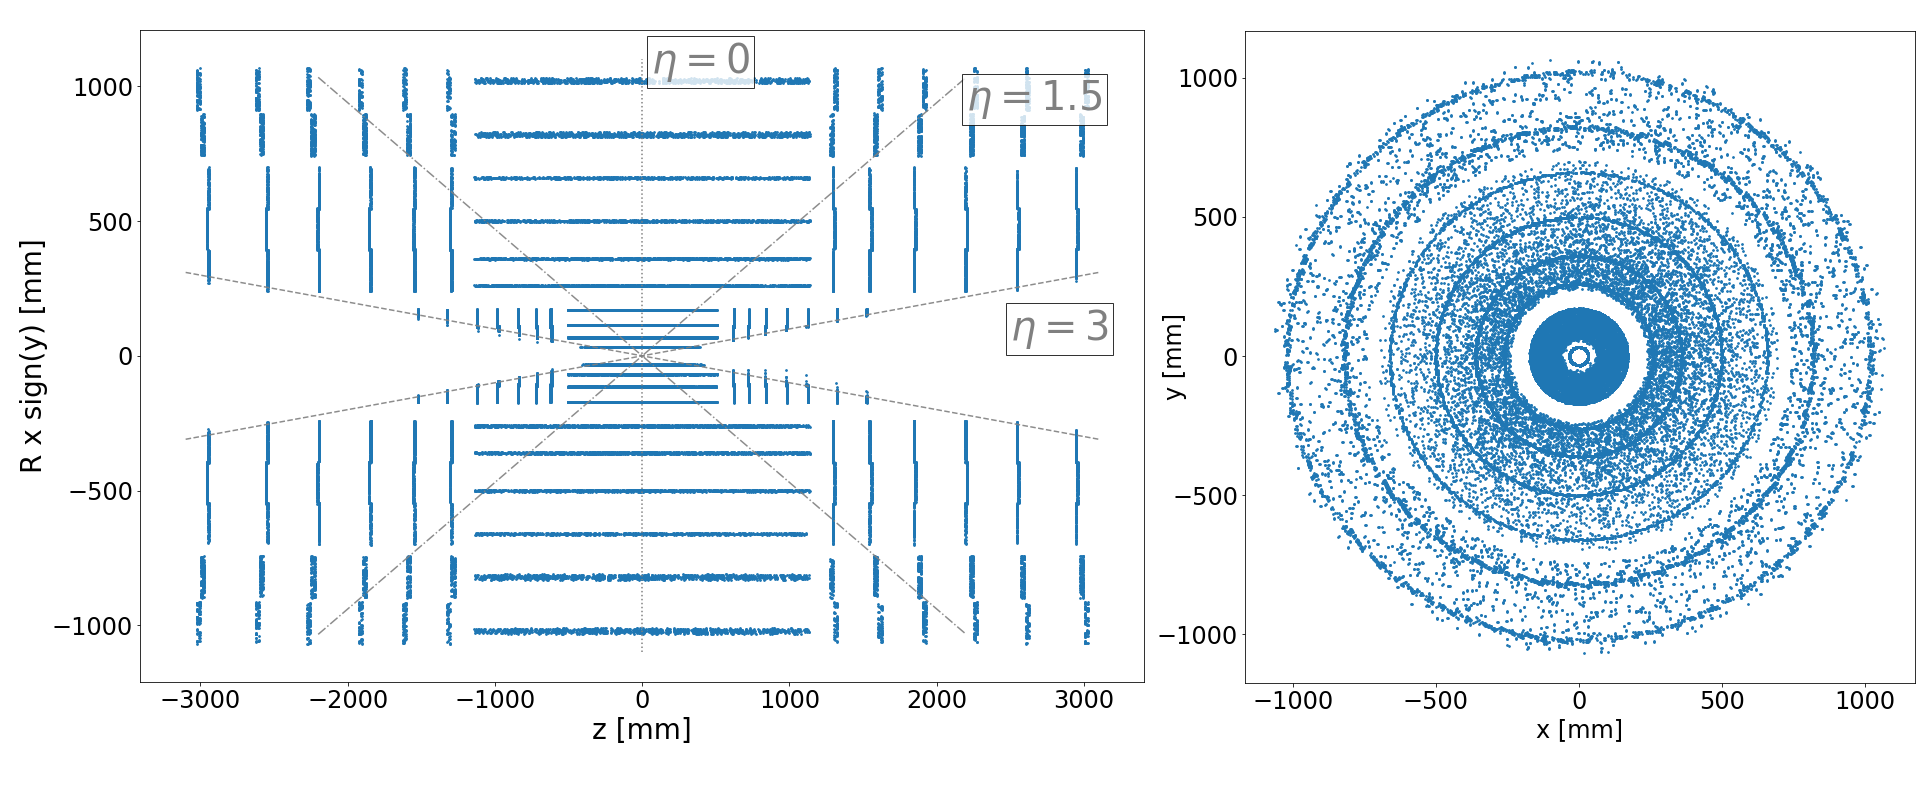 η = 0
η = 1.5
η = 3
1000
500
0
−500
−1000
R x sign(y) [mm]
−3000 −2000 −1000 0 1000 2000 3000
z [mm]
1000
500
0
−500
−1000
y [mm]
−1000 −500 0 500 1000
x [mm]